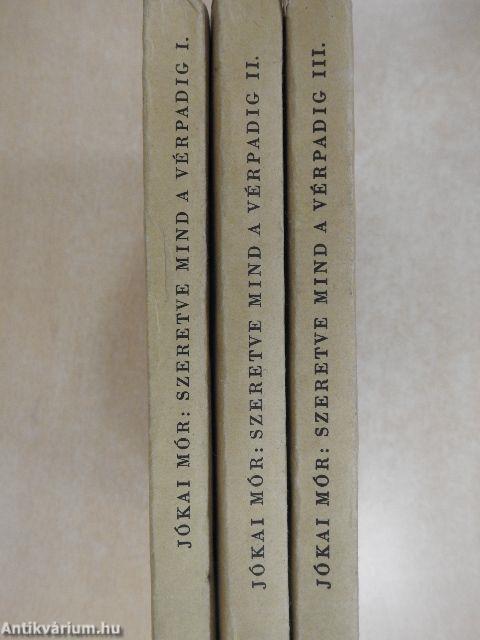 JÓKAI MÓR: SZERETVE MIND A VÉRPADIG I.
JÓKAI MÓR: SZERETVE MIND A VÉRPADIG II.
JÓKAI MÓR: SZERETVE MIND A VÉRPADIG III.
Antikvárium.hu